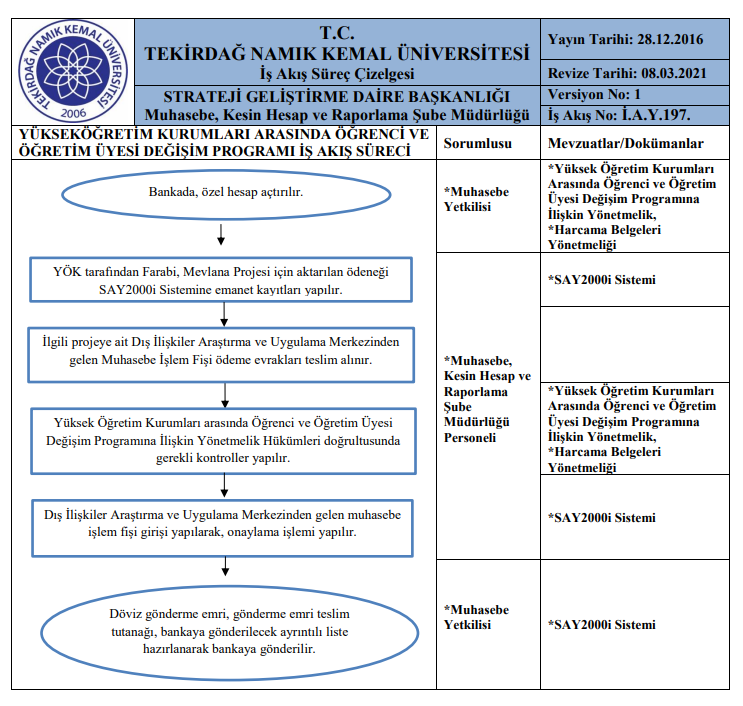 TEKİRDAĞ NAMIK KEMAL ÜNİVERSİTESİ
2006
T.C.
TEKİRDAĞ NAMIK KEMAL ÜNİVERSİTESİ
İş Akış Süreç Çizelgesi
STRATEJİ GELİŞTİRME DAİRE BAŞKANLIĞI
Muhasebe, Kesin Hesap ve Raporlama Şube Müdürlüğü
Yayın Tarihi: 28.12.2016
Revize Tarihi: 08.03.2021
Versiyon No: 1
İş Akış No: İ.A.Y.197.
YÜKSEKÖĞRETİM KURUMLARI ARASINDA ÖĞRENCİ VE
ÖĞRETİM ÜYESİ DEĞİŞİM PROGRAMI İŞ AKIŞ SÜRECİ
Sorumlusu
Mevzuatlar/Dokümanlar
Bankada, özel hesap açtırılır.
*Muhasebe
Yetkilisi
*Yüksek Öğretim Kurumları
Arasında Öğrenci ve Öğretim
Üyesi Değişim Programına
İlişkin Yönetmelik,
*Harcama Belgeleri
Yönetmeliği
YÖK tarafından Farabi, Mevlana Projesi için aktarılan ödeneği
SAY2000i Sistemine emanet kayıtları yapılır.
*SAY2000i Sistemi
İlgili projeye ait Dış İlişkiler Araştırma ve Uygulama Merkezinden
gelen Muhasebe İşlem Fişi ödeme evrakları teslim alınır.
*Muhasebe,
Kesin Hesap ve
Raporlama
Şube
Müdürlüğü
Personeli
Yüksek Öğretim Kurumları arasında Öğrenci ve Öğretim Üyesi
Değişim Programına İlişkin Yönetmelik Hükümleri doğrultusunda
gerekli kontroller yapılır.
*Yüksek Öğretim Kurumları
Arasında Öğrenci ve Öğretim
Üyesi Değişim Programına
İlişkin Yönetmelik,
*Harcama Belgeleri
Yönetmeliği
Dış İlişkiler Araştırma ve Uygulama Merkezinden gelen muhasebe
işlem fişi girişi yapılarak, onaylama işlemi yapılır.
*SAY2000i Sistemi
Döviz gönderme emri, gönderme emri teslim
tutanağı, bankaya gönderilecek ayrıntılı liste
hazırlanarak bankaya gönderilir.
*Muhasebe
Yetkilisi
*SAY2000i Sistemi